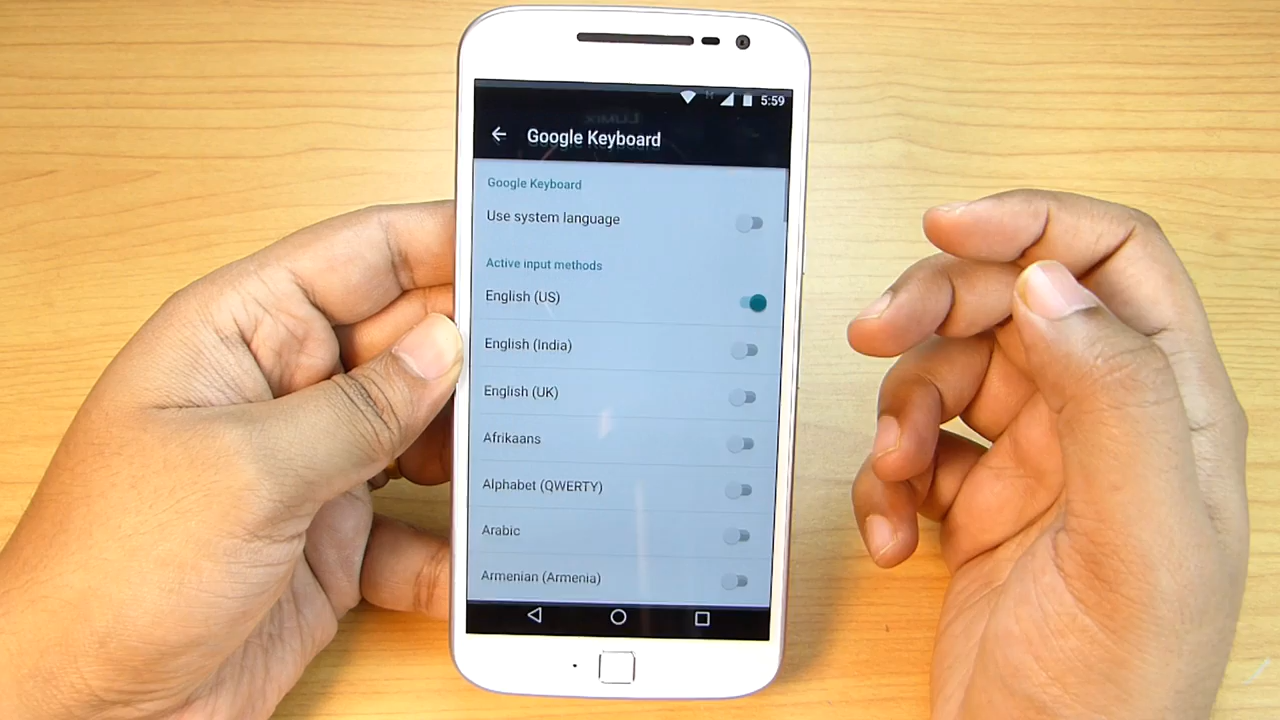 5:59
Google Keyboard
Google Keyboard
Use system language
Active input methods
English (US)
English (India)
English (UK)
Afrikaans
Alphabet (QWERTY)
Arabic
Armenian (Armenia)